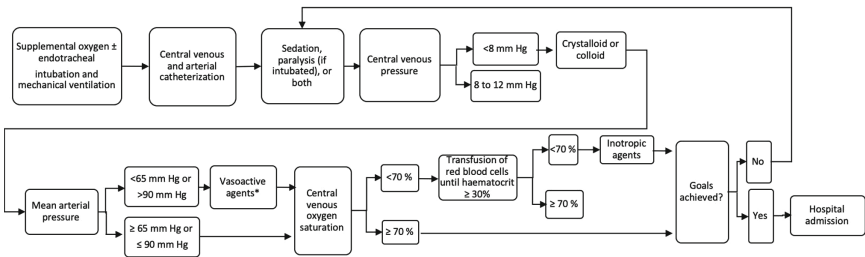 Supplemental oxygen ±
endotracheal
intubation and
mechanical ventilation
Central venous
and arterial
catheterization
Sedation,
paralysis (if
intubated), or
both
Central venous
pressure
<8 mm Hg
8 to 12 mm Hg
Crystalloid or
colloid
Mean arterial
pressure
<65 mm Hg or
>90 mm Hg
≥ 65 mm Hg or
≤ 90 mm Hg
Vasoactive
agents*
Central
venous
oxygen
saturation
<70 %
≥ 70 %
Transfusion of
red blood cells
until haematocrit
≥ 30%
<70 %
≥ 70 %
Inotropic
agents
Goals
achieved?
No
Yes
Hospital
admission